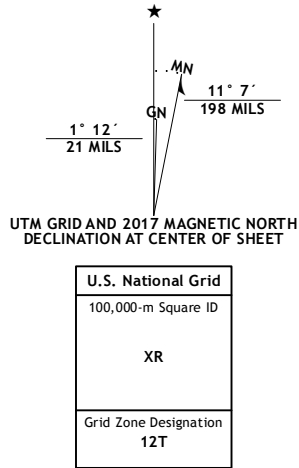 ★
MN
11° 7´
198 MILS
GN
1° 12´
21 MILS
UTM GRID AND 2017 MAGNETIC NORTH
DECLINATION AT CENTER OF SHEET
U.S. National Grid
100,000-m Square ID
XR
Grid Zone Designation
12T